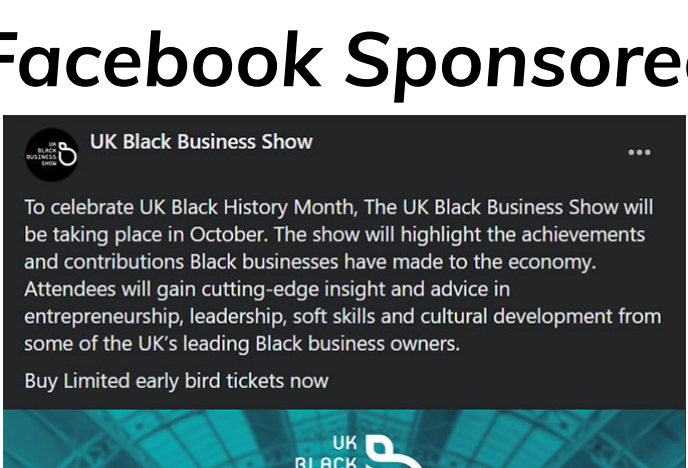 Facebook Sponsored
UK
BLACK
BUSINESS
SHOW
UK Black Business Show
To celebrate UK Black History Month, The UK Black Business Show will
be taking place in October. The show will highlight the achievements
and contributions Black businesses have made to the economy.
Attendees will gain cutting-edge insight and advice in
entrepreneurship, leadership, soft skills and cultural development from
some of the UK's leading Black business owners.
Buy Limited early bird tickets now
UK
BLACK